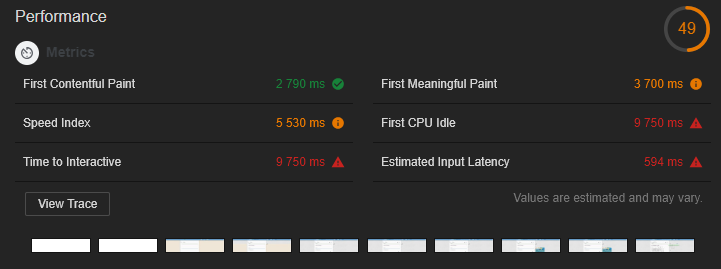 Performance
49
Metrics
First Contentful Paint 2 790 ms
First Meaningful Paint 3 700 ms
Speed Index 5 530 ms
First CPU Idle 9 750 ms
Time to Interactive 9 750 ms
Estimated Input Latency 594 ms
View Trace
Values are estimated and may vary.